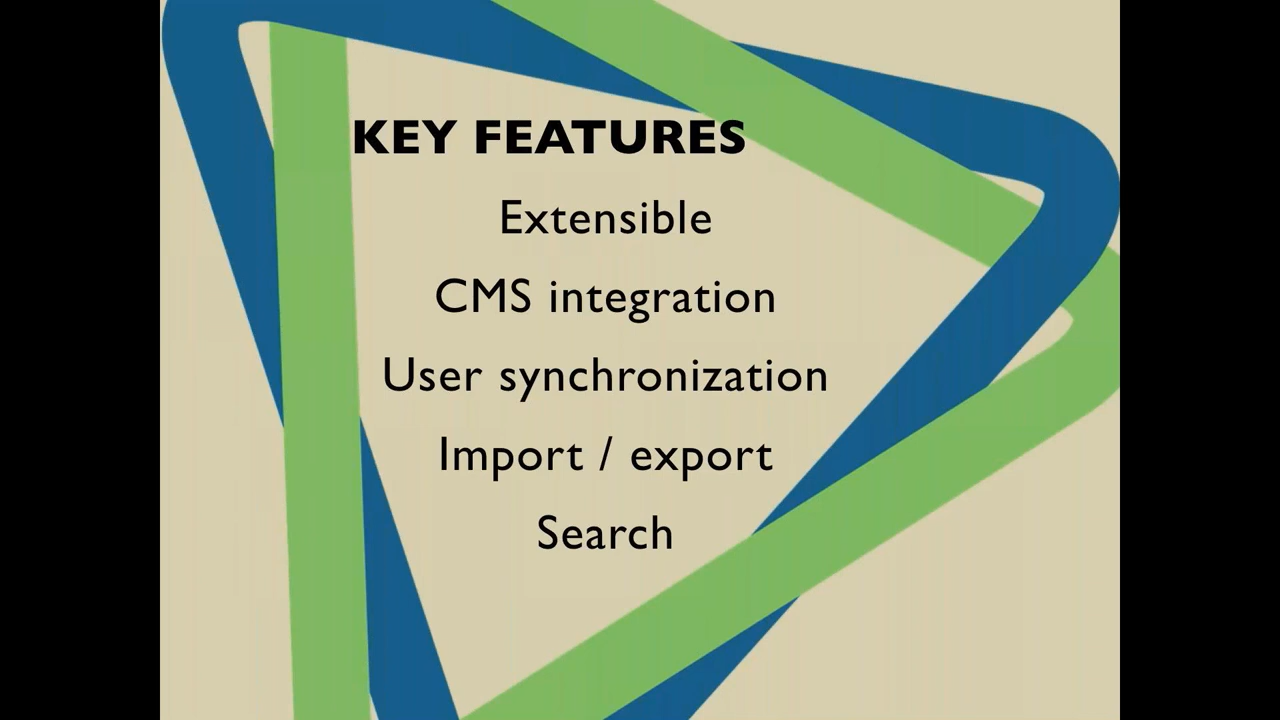 KEY FEATURES
Extensible
CMS integration
User synchronization
Import / export
Search